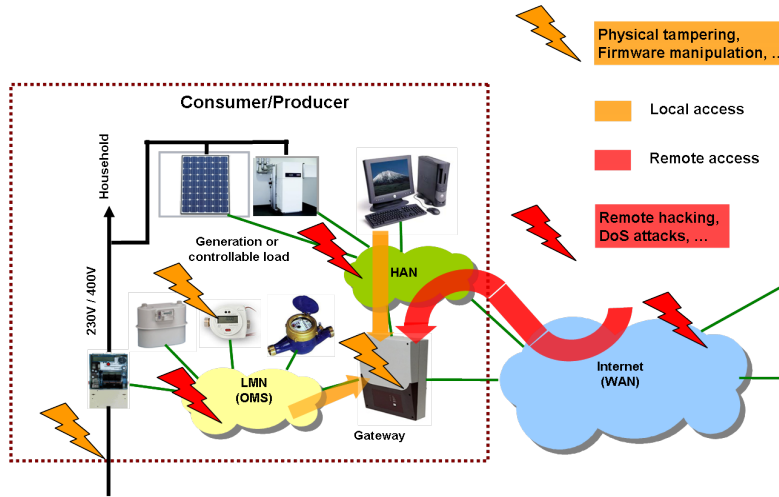 Physical tampering,
Firmware manipulation, ...
Consumer/Producer
Local access
Remote access
Household
Generation or
controllable load
Remote hacking,
DoS attacks, ...
HAN
230V / 400V
Internet
(WAN)
LMN
(OMS)
Gateway